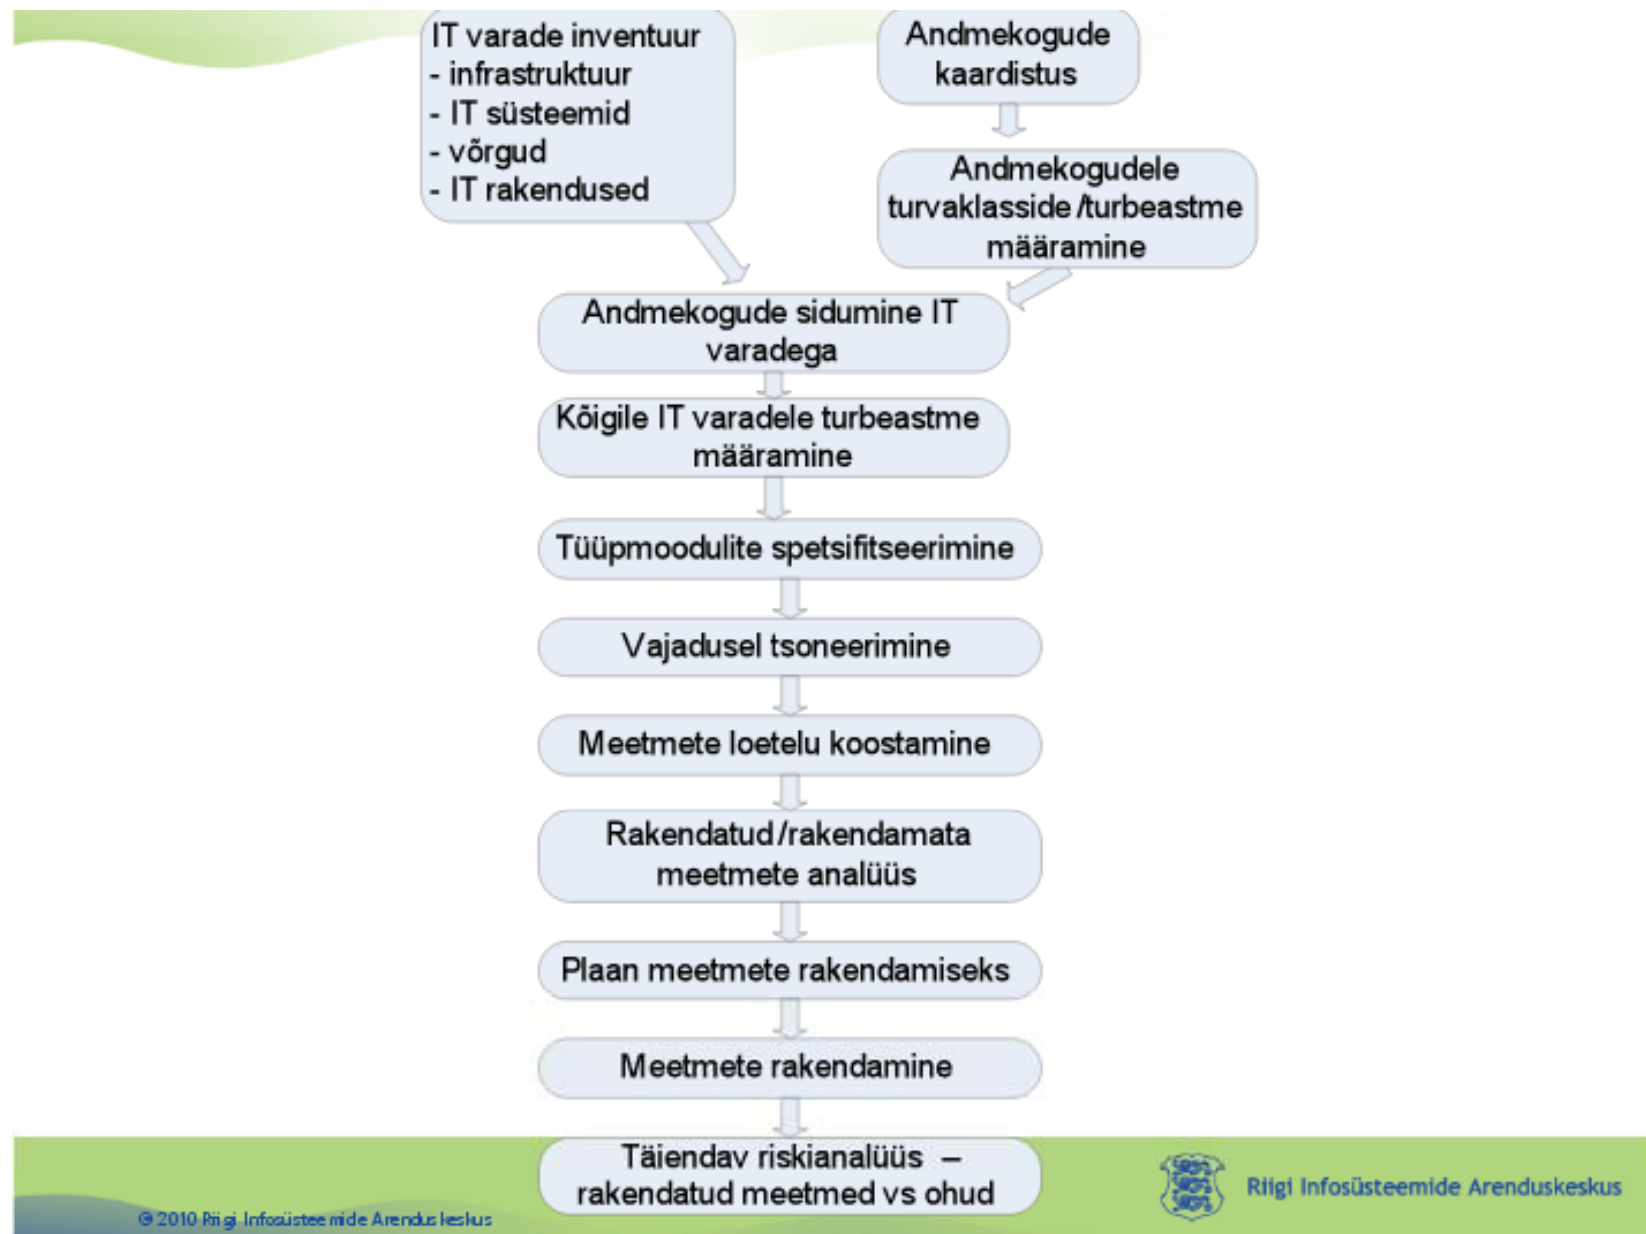 IT varade inventuur
- infrastruktuur
- IT süsteemid
- võrgud
- IT rakendused
Andmekogude
kaardistus
Andmekogudele
turvaklasside/turbeastme
määramine
Andmekogude sidumine IT
varadega
Kõigile IT varadele turbeastme
määramine
Tüüpmoodulite spetsifitseerimine
Vajadusel tsoneerimine
Meetmete loetelu koostamine
Rakendatud/rakendamata
meetmete analüüs
Plaan meetmete rakendamiseks
Meetmete rakendamine
Täiendav riskianalüüs –
rakendatud meetmed vs ohud
Riigi Infosüsteemide Arenduskeskus
© 2010 Riigi Infosüsteemide Arenduskeskus